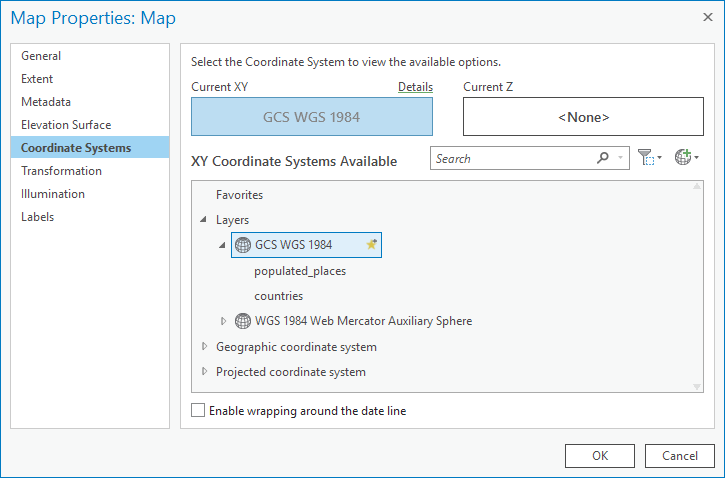 Map Properties: Map
General
Extent
Metadata
Elevation Surface
Coordinate Systems
Transformation
Illumination
Labels
Select the Coordinate System to view the available options.
Current XY Details Current Z
GCS WGS 1984 <None>
XY Coordinate Systems Available Search
Favorites
Layers
GCS WGS 1984
populated_places
countries
WGS 1984 Web Mercator Auxiliary Sphere
Geographic coordinate system
Projected coordinate system
Enable wrapping around the date line
OK Cancel